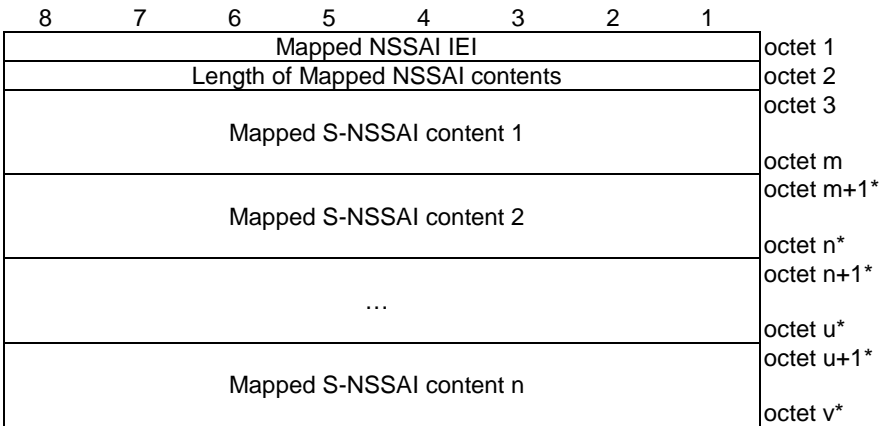 8 7 6 5 4 3 2 1
Mapped NSSAI IEI octet 1
Length of Mapped NSSAI contents octet 2
octet 3
Mapped S-NSSAI content 1
octet m
octet m+1*
Mapped S-NSSAI content 2
octet n*
octet n+1*
…
octet u*
octet u+1*
Mapped S-NSSAI content n
octet v*